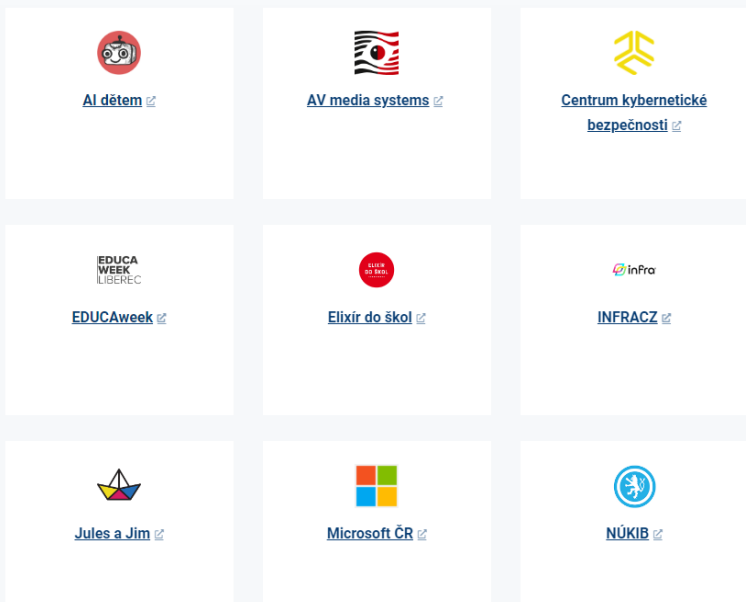 AI dětem
AV media systems
Centrum kybernetické
bezpečnosti
EDUCA
WEEK
LIBEREC
EDUCAweek
ELIXÍR
DO ŠKOL
Elixír do škol
infra
INFRACZ
Jules a Jim
Microsoft ČR
NÚKIB